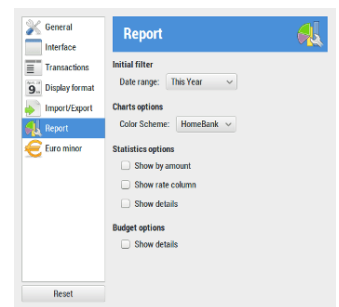 General
Interface
Transactions
Display format
Import/Export
Report
Euro minor
Reset
Report
Initial filter
Date range: This Year
Charts options
Color Scheme: HomeBank
Statistics options
Show by amount
Show rate column
Show details
Budget options
Show details